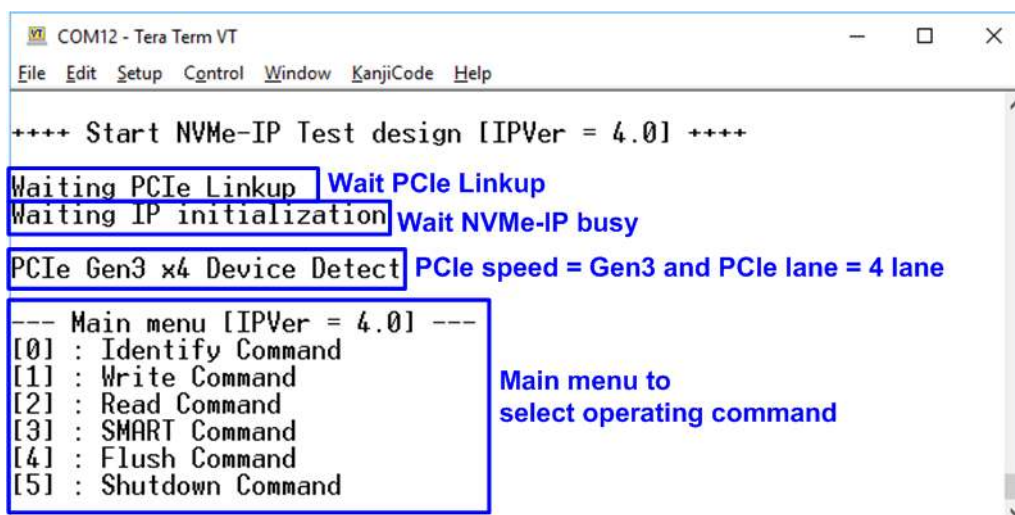 COM12 - Tera Term VT
File Edit Setup Control Window KanjiCode Help
++++ Start NVMe-IP Test design [IPVer = 4.0] ++++
Waiting PCIe Linkup Wait PCIe Linkup
Waiting IP initialization Wait NVMe-IP busy
PCIe Gen3 x4 Device Detect PCIe speed = Gen3 and PCIe lane = 4 lane
--- Main menu [IPVer = 4.0] ---
[0] : Identify Command
[1] : Write Command
[2] : Read Command
[3] : SMART Command
[4] : Flush Command
[5] : Shutdown Command
Main menu to
select operating command